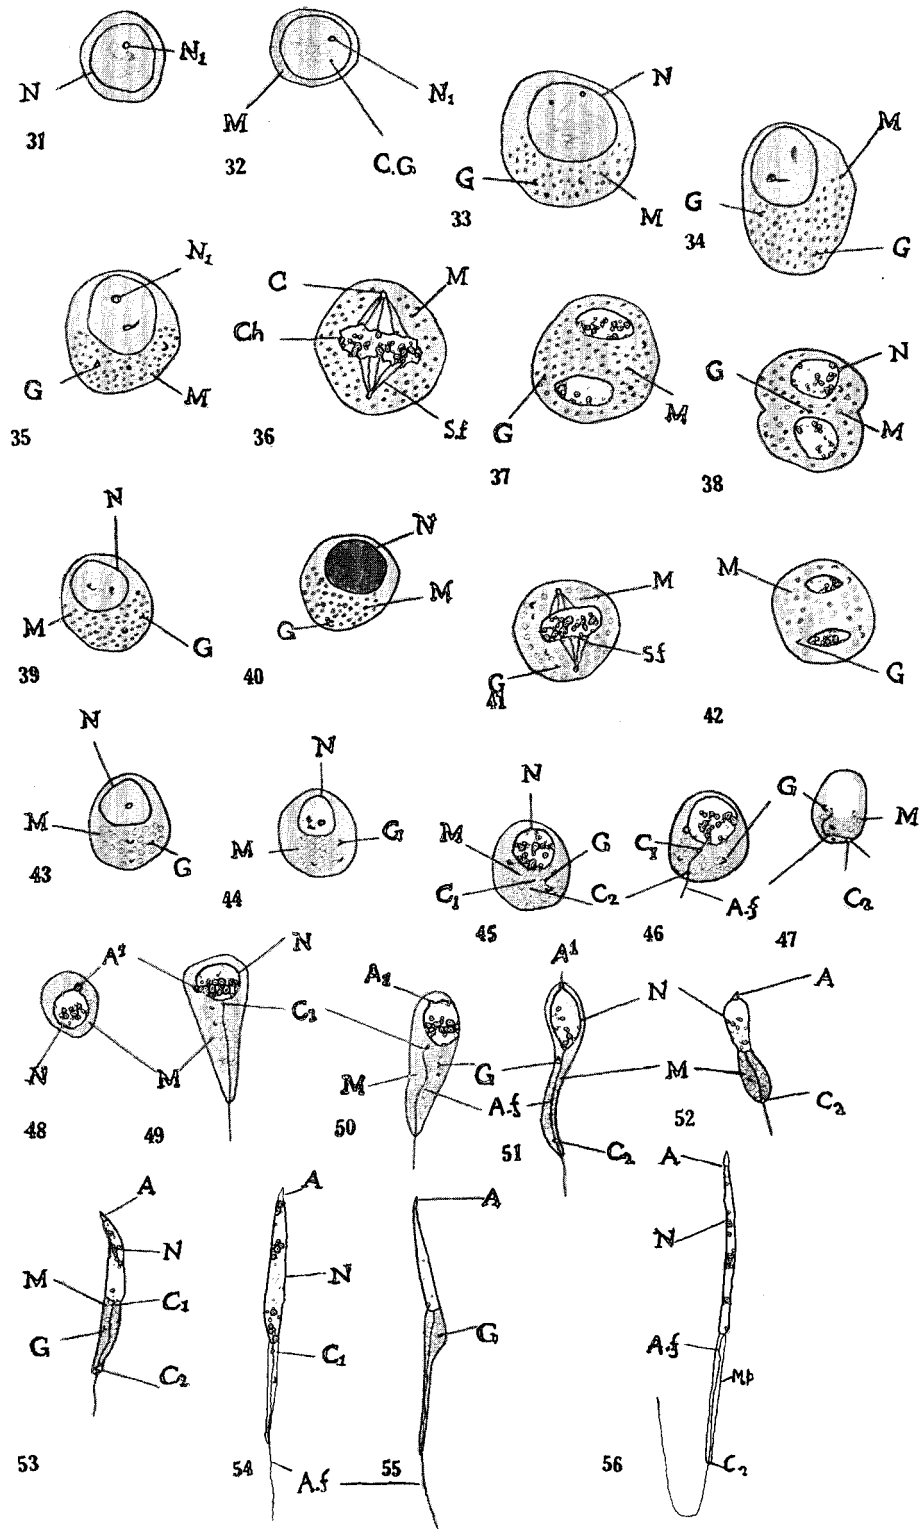 N N₁
31
M N₁
C.G.
32
N
G M
33
M
G G
34
N₁
G M
35
C M
Ch
S.f
36
G M
37
N
G
M
38
N
M G
39
N
M
G
40
M
S.f
G
41
M
G
42
N
M
G
43
N
M G
44
N
M G
C₁ C₂
45
G
C₁
A.f
46
M
C₂
47
A¹
N
M
48
N
C₁
49
A₁
M G
A.f
50
A¹
N
M
C₂
51
A
C₂
52
A
N
M C₁
G
C₂
53
A
N
C₁
A.f
54
A
G
55
A
N
A.f
M.p
C₂
56